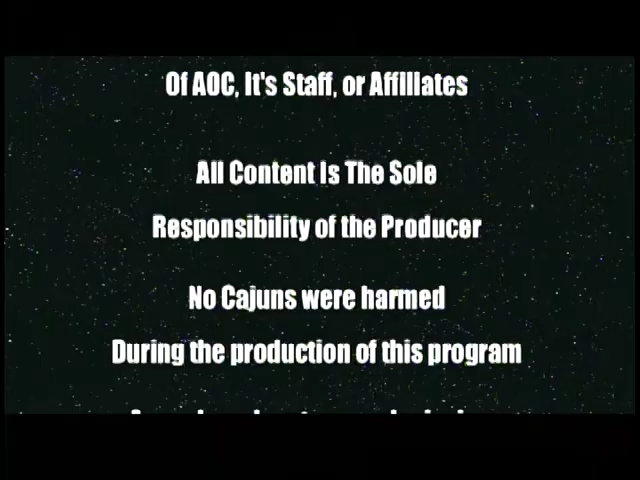 Of AOC, It's Staff, or Affiliates
All Content Is The Sole
Responsibility of the Producer
No Cajuns were harmed
During the production of this program